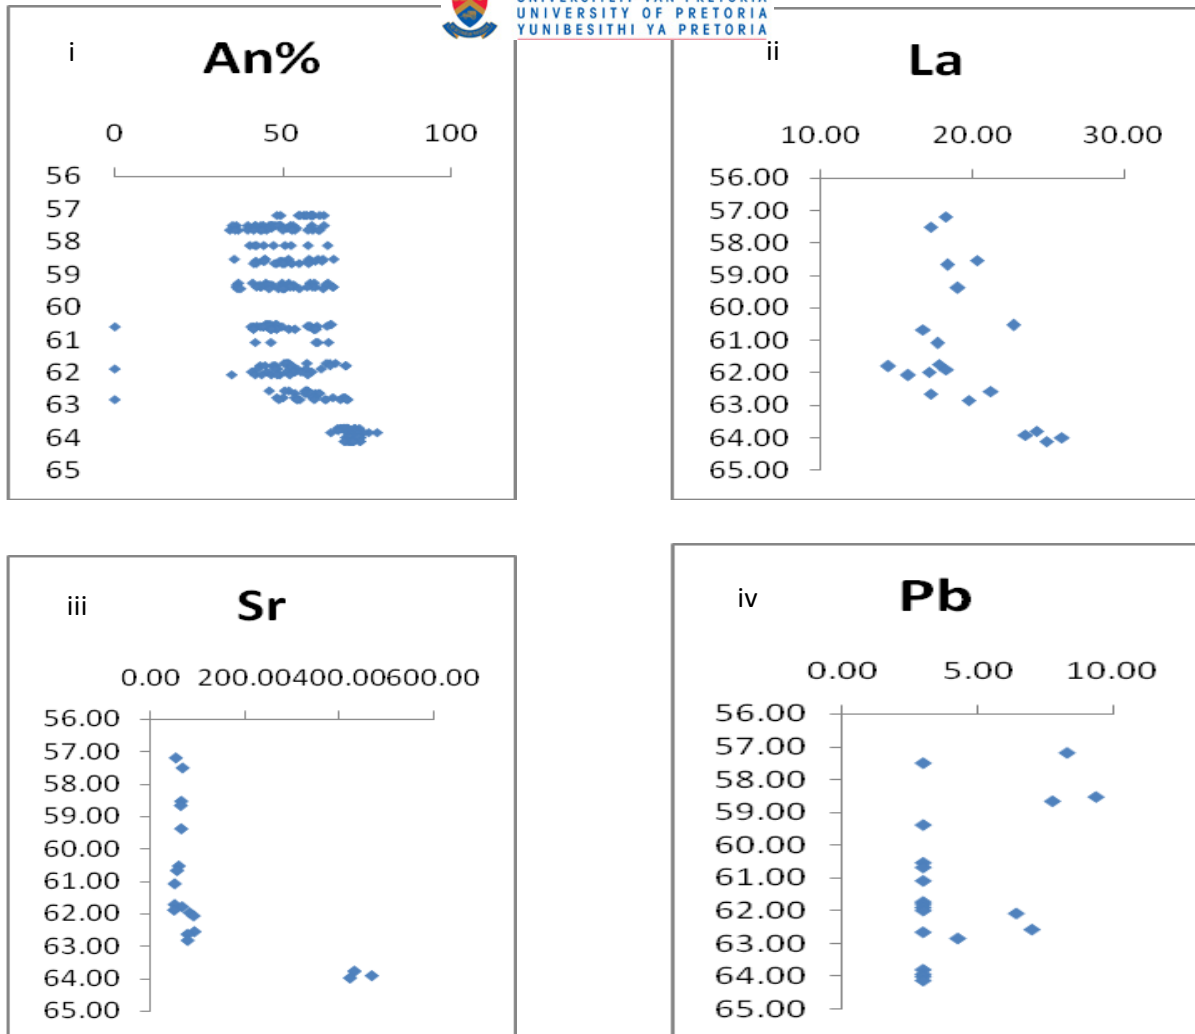 UNIVERSITEIT VAN PRETORIA
UNIVERSITY OF PRETORIA
YUNIBESITHI YA PRETORIA
i
An%
0 50 100
56
57
58
59
60
61
62
63
64
65
ii
La
10.00 20.00 30.00
56.00
57.00
58.00
59.00
60.00
61.00
62.00
63.00
64.00
65.00
iii
Sr
0.00 200.00400.00600.00
56.00
57.00
58.00
59.00
60.00
61.00
62.00
63.00
64.00
65.00
iv
Pb
0.00 5.00 10.00
56.00
57.00
58.00
59.00
60.00
61.00
62.00
63.00
64.00
65.00